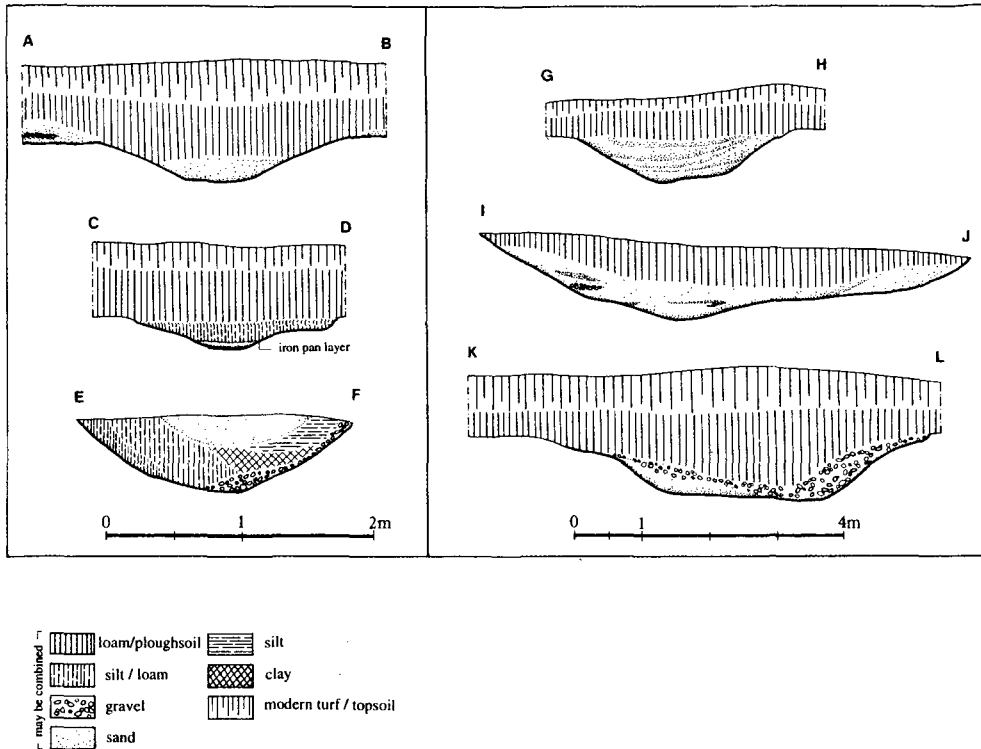 A B
C D
iron pan layer
E F
0 1 2m
G H
I J
K L
0 1 4m
may be combined
loam/ploughsoil silt
silt / loam clay
gravel modern turf / topsoil
sand